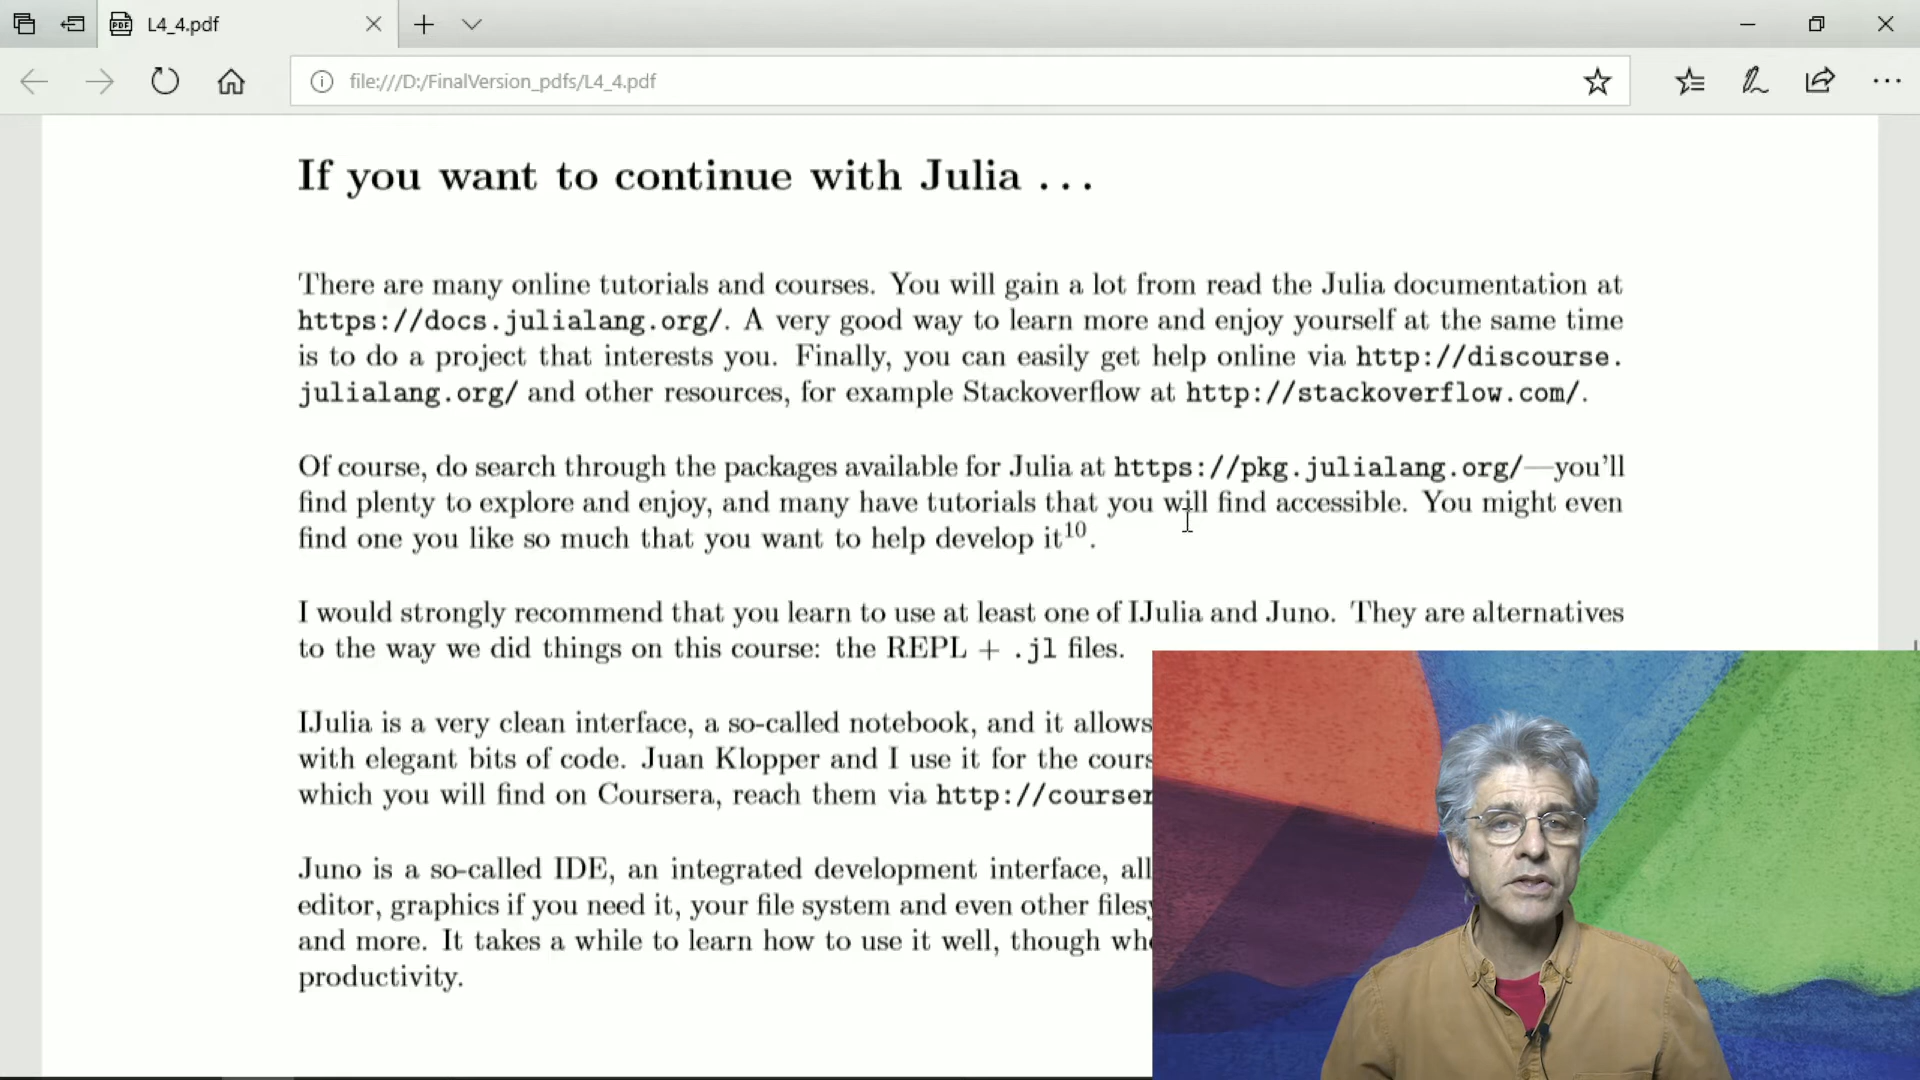 L4_4.pdf
file:///D:/FinalVersion_pdfs/L4_4.pdf
If you want to continue with Julia ...
There are many online tutorials and courses. You will gain a lot from read the Julia documentation at
https://docs.julialang.org/. A very good way to learn more and enjoy yourself at the same time
is to do a project that interests you. Finally, you can easily get help online via http://discourse.
julialang.org/ and other resources, for example Stackoverflow at http://stackoverflow.com/.
Of course, do search through the packages available for Julia at https://pkg.julialang.org/—you'll
find plenty to explore and enjoy, and many have tutorials that you will find accessible. You might even
find one you like so much that you want to help develop it10.
I would strongly recommend that you learn to use at least one of IJulia and Juno. They are alternatives
to the way we did things on this course: the REPL + .jl files.
IJulia is a very clean interface, a so-called notebook, and it allows
with elegant bits of code. Juan Klopper and I use it for the
which you will find on Coursera, reach them via
Juno is a so-called IDE, an integrated development interface,
editor, graphics if you need it, your file system and even other
and more. It takes a while to learn how to use it well, though
productivity.